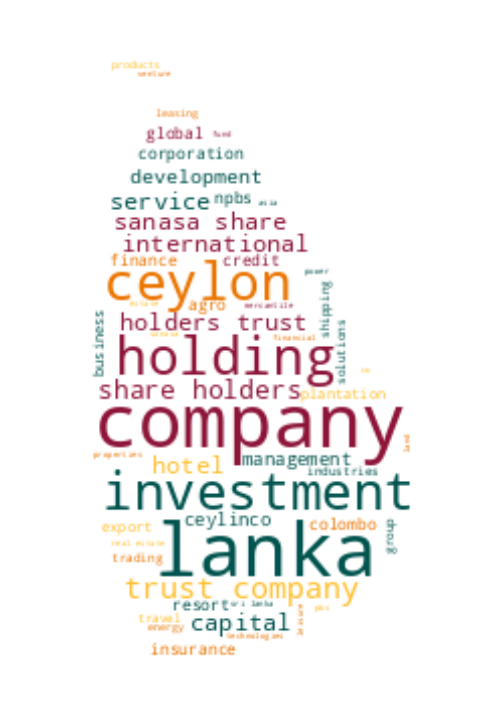 products
venture
leasing
global fund
corporation
development
service npbs asia
sanasa share
international
finance credit
ceylon power
estate agro mercantile
shipping
business
holders trust
financial
solutions
holding
share holders plantation
company
land
properties
hotel management
industries
investment
ceylinco
export colombo
group
real estate
lanka
trading
trust company
resort sri lanka
leisure
travel capital
energy
technologies
insurance